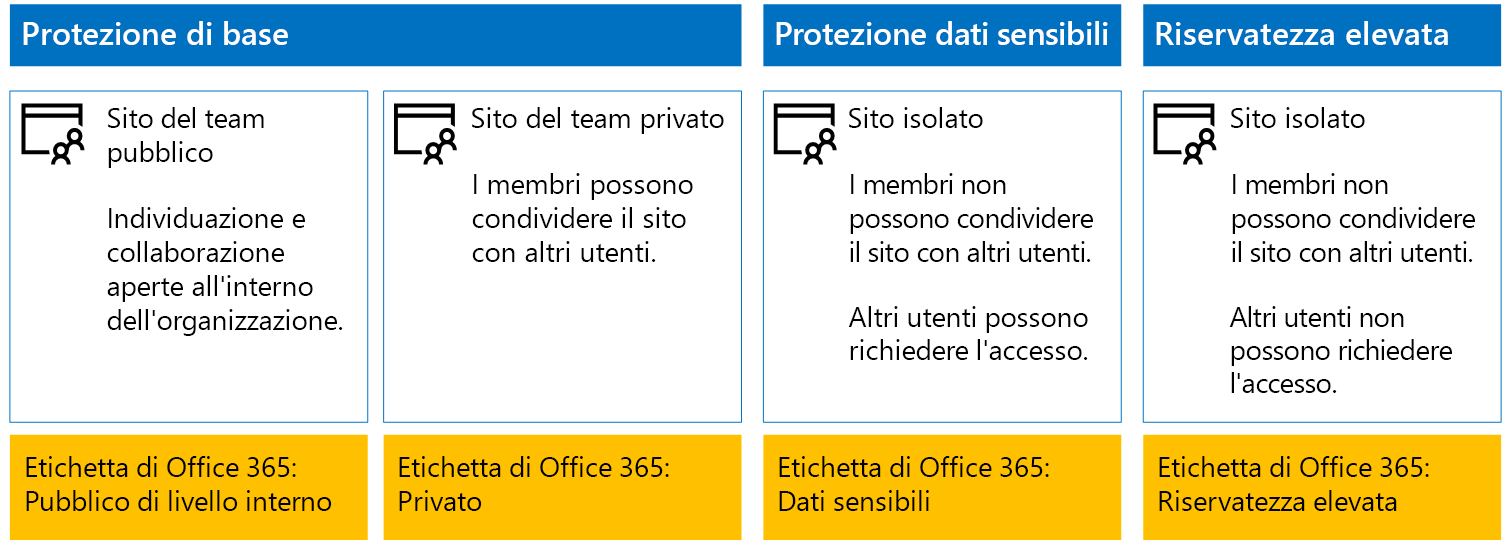 Protezione di base
Protezione dati sensibili
Riservatezza elevata
Sito del team
pubblico
Individuazione e
collaborazione
aperte all'interno
dell'organizzazione.
Sito del team privato
I membri possono
condividere il sito
con altri utenti.
Sito isolato
I membri non
possono condividere
il sito con altri utenti.
Altri utenti possono
richiedere l'accesso.
Sito isolato
I membri non
possono condividere
il sito con altri utenti.
Altri utenti non
possono richiedere
l'accesso.
Etichetta di Office 365:
Pubblico di livello interno
Etichetta di Office 365:
Privato
Etichetta di Office 365:
Dati sensibili
Etichetta di Office 365:
Riservatezza elevata